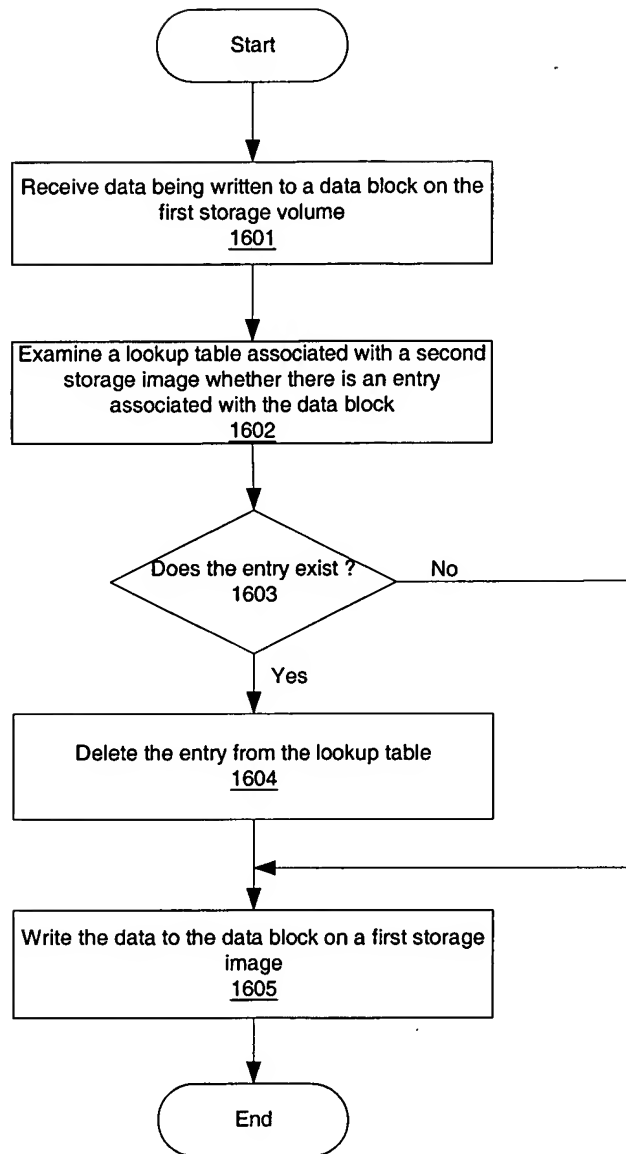 Start
Receive data being written to a data block on the
first storage volume
1601
Examine a lookup table associated with a second
storage image whether there is an entry
associated with the data block
1602
Does the entry exist ?
1603
No
Yes
Delete the entry from the lookup table
1604
Write the data to the data block on a first storage
image
1605
End